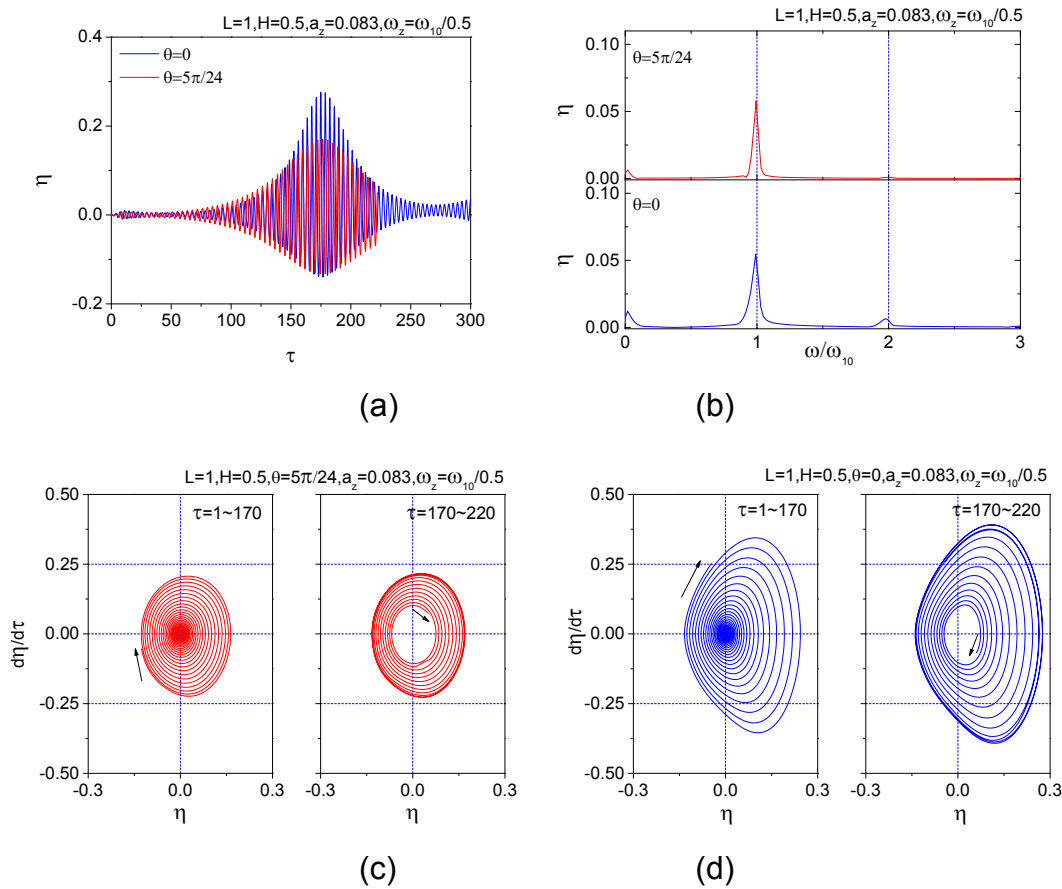 L=1,H=0.5,a_z=0.083,ω_z=ω_10/0.5
0.4
0.2
0.0
-0.2
η
θ=0
θ=5π/24
0 50 100 150 200 250 300
τ
(a)
L=1,H=0.5,a_z=0.083,ω_z=ω_10/0.5
0.10
0.05
0.00
η
θ=5π/24
0.10
0.05
0.00
η
θ=0
0 1 2 3
ω/ω_10
(b)
L=1,H=0.5,θ=5π/24,a_z=0.083,ω_z=ω_10/0.5
0.50
0.25
0.00
-0.25
-0.50
dη/dτ
τ=1~170
τ=170~220
-0.3 0.0 0.3
-0.3 0.0 0.3
η
η
(c)
L=1,H=0.5,θ=0,a_z=0.083,ω_z=ω_10/0.5
0.50
0.25
0.00
-0.25
-0.50
dη/dτ
τ=1~170
τ=170~220
-0.3 0.0 0.3
-0.3 0.0 0.3
η
η
(d)